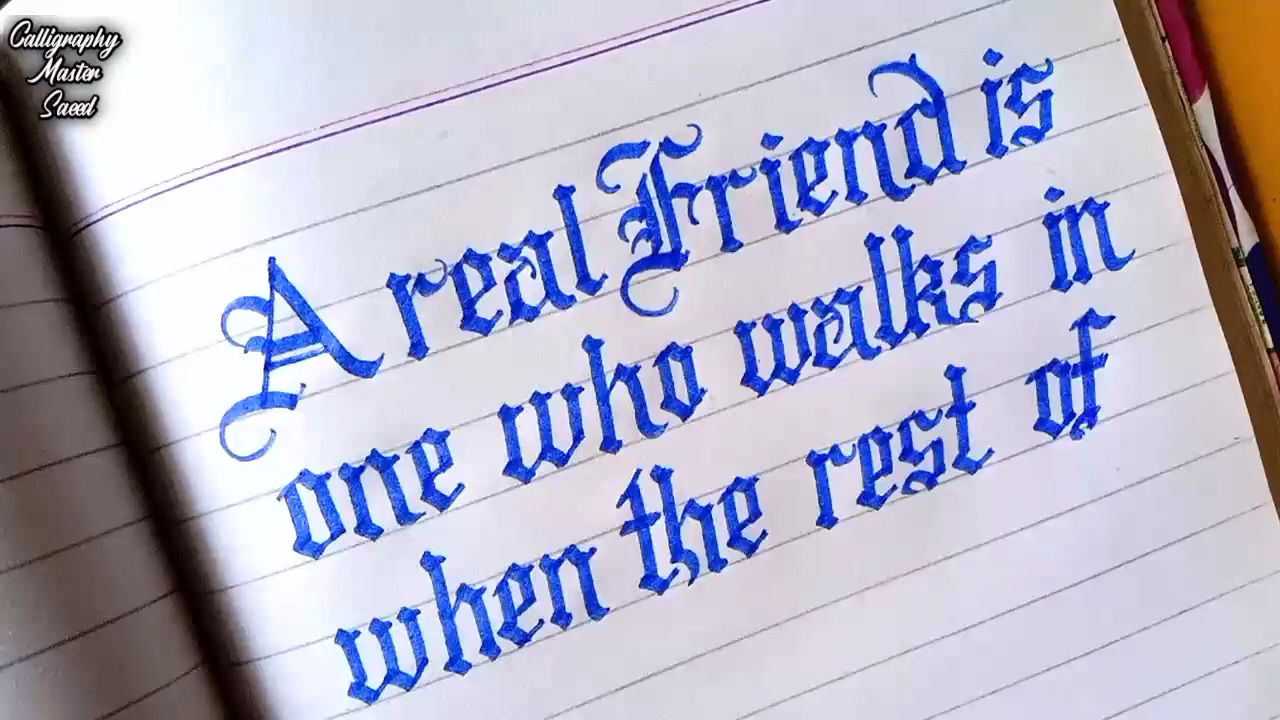 Calligraphy
Master
Saeed
A real Friend is
one who walks in
when the rest of